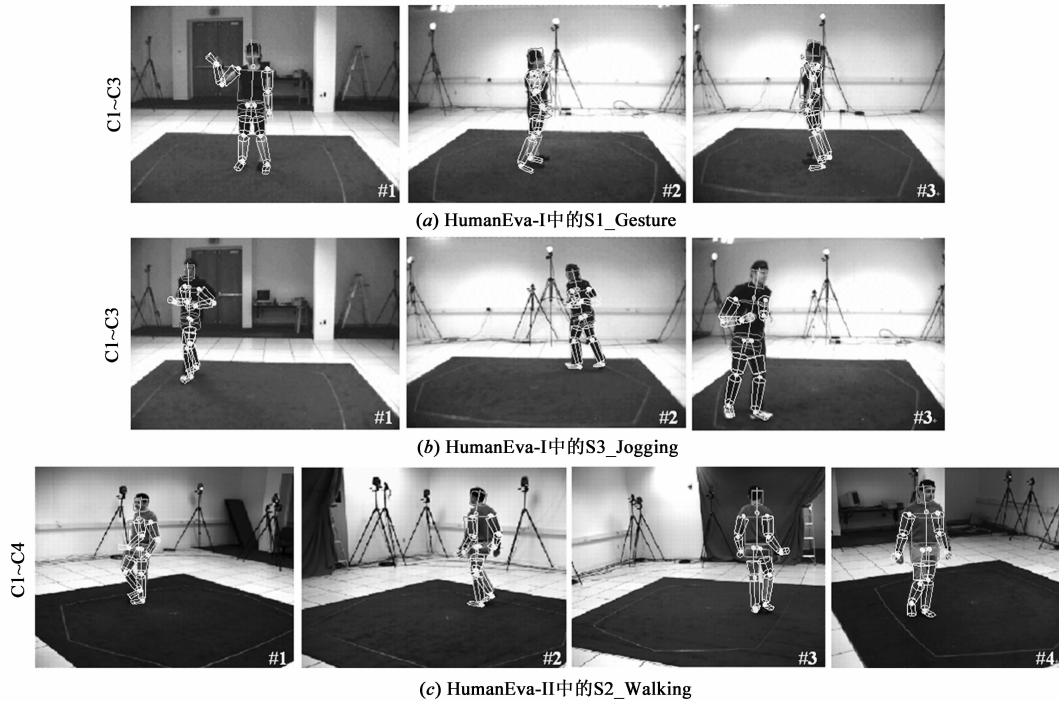 C1~C3
#1
#2
#3
(a) HumanEva-I中的S1_Gesture
C1~C3
#1
#2
#3
(b) HumanEva-I中的S3_Jogging
C1~C4
#1
#2
#3
#4
(c) HumanEva-II中的S2_Walking